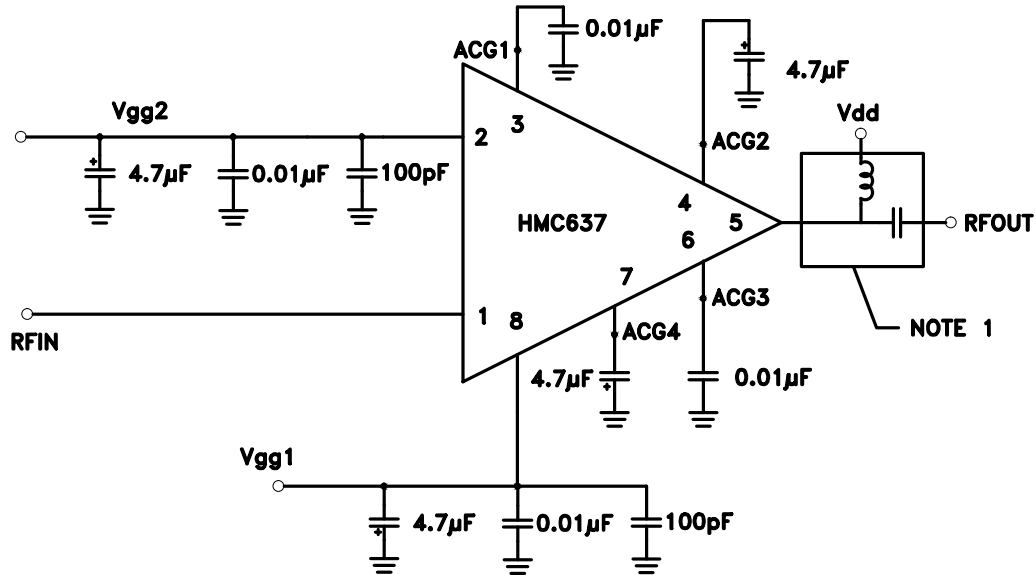 ACG1
0.01µF
+
4.7µF
Vgg2
3
Vdd
2
ACG2
+
4.7µF
0.01µF
100pF
4
HMC637
5
RFOUT
6
7
ACG3
1
8
RFIN
ACG4
NOTE 1
4.7µF
+
0.01µF
Vgg1
4.7µF
+
0.01µF
100pF